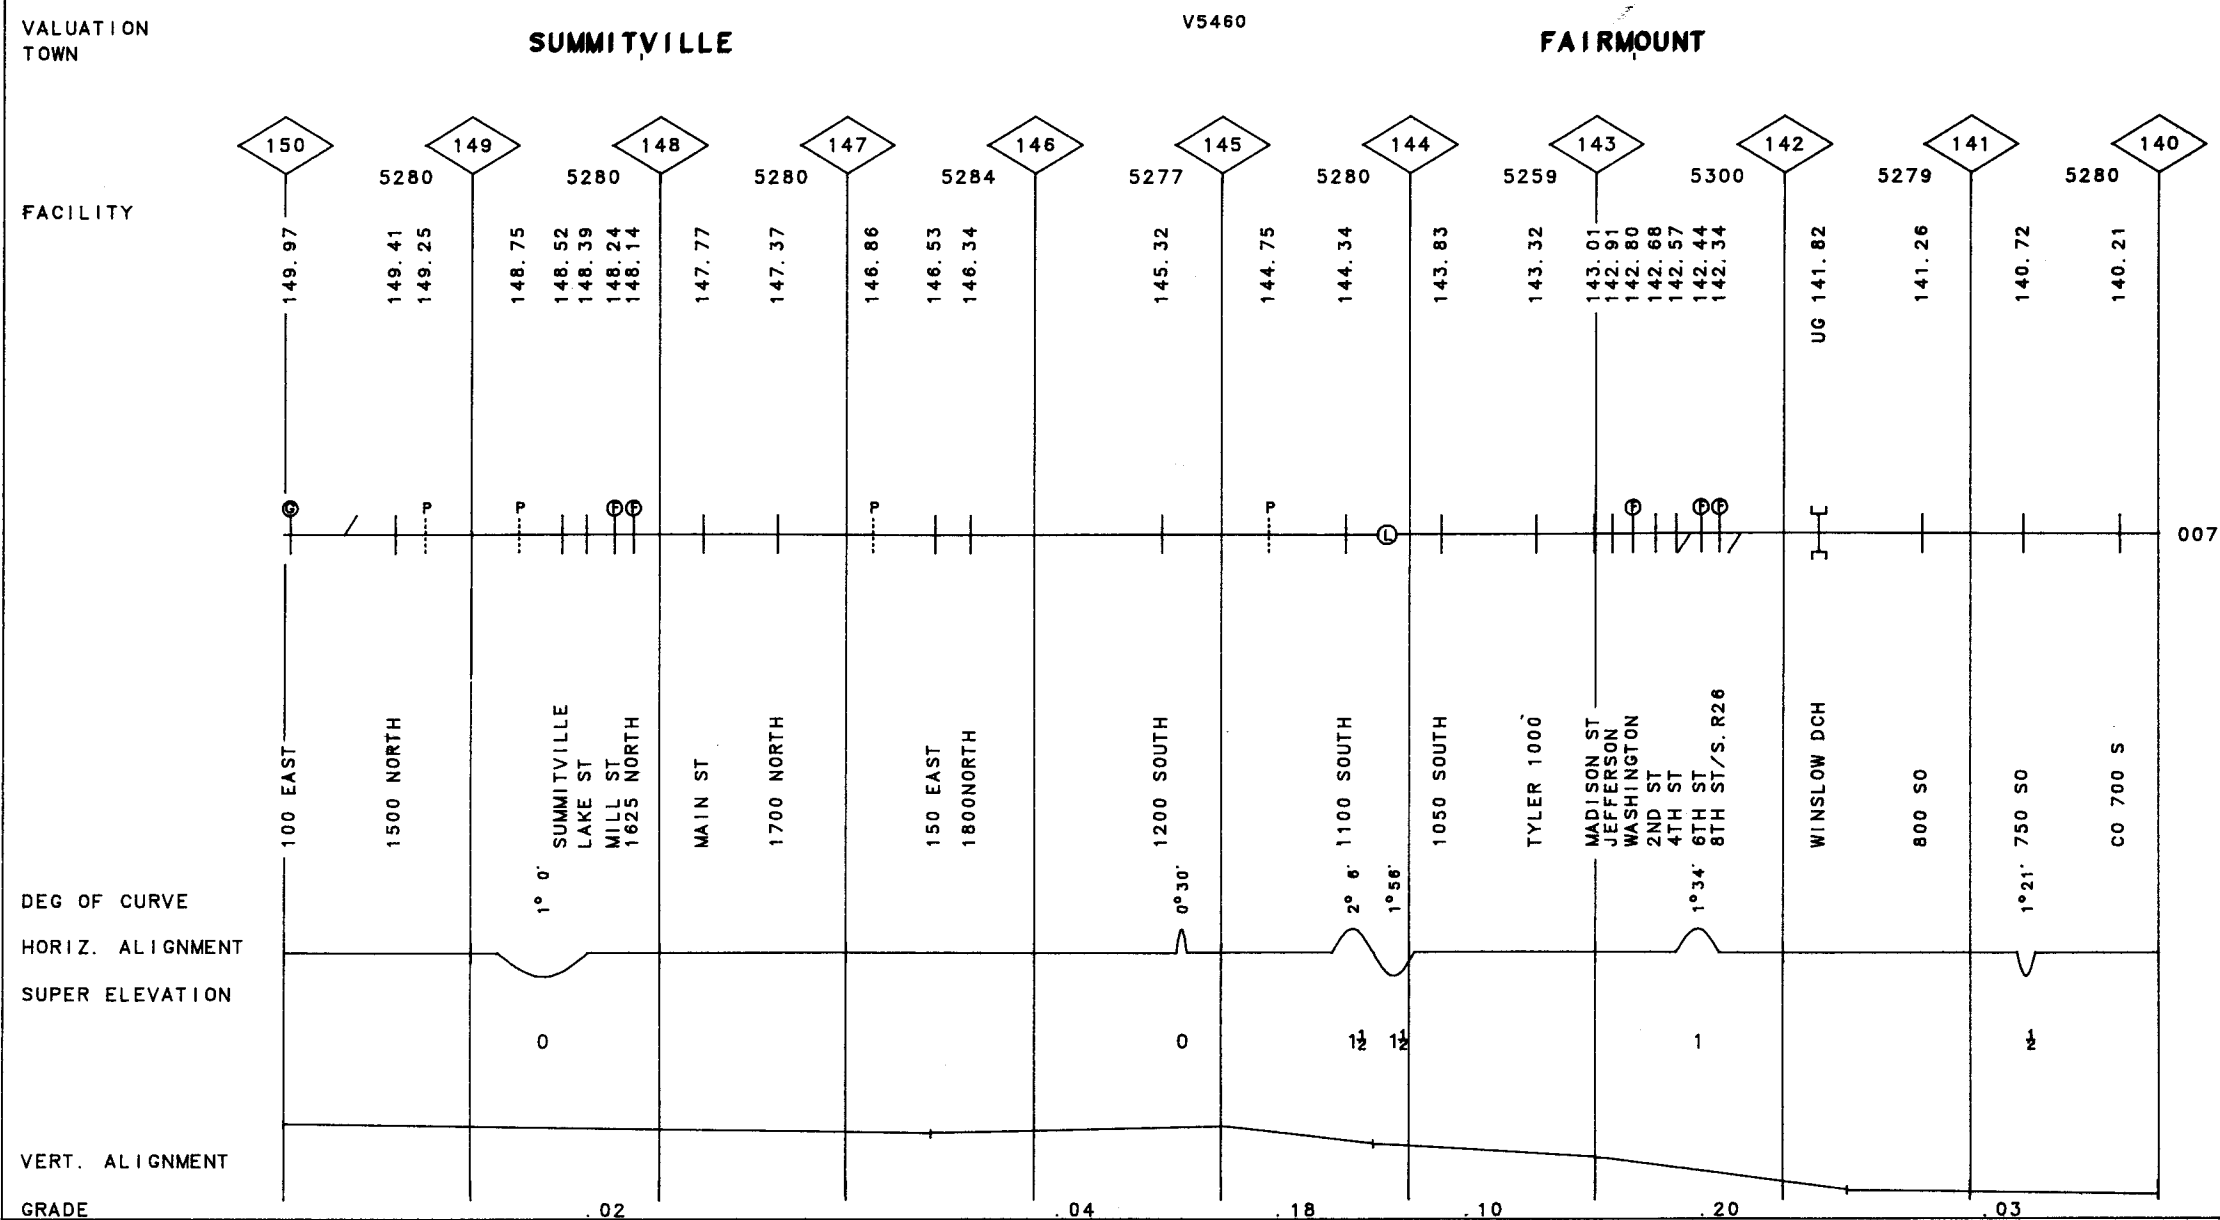 VALUATION
TOWN
SUMMITVILLE
V5460
FAIRMOUNT
150 149 148 147 146 145 144 143 142 141 140
5280 5280 5280 5284 5277 5280 5259 5300 5279 5280
FACILITY
149.97
149.41
149.25
148.75
148.52
148.39
148.24
148.14
147.77
147.37
146.86
146.53
146.34
145.32
144.75
144.34
143.83
143.32
143.01
142.91
142.80
142.68
142.57
142.44
142.34
UG 141.82
141.26
140.72
140.21
G P P F F P P L F F F 007
100 EAST
1500 NORTH
SUMMITVILLE
LAKE ST
MILL ST
1625 NORTH
MAIN ST
1700 NORTH
150 EAST
1800NORTH
1200 SOUTH
1100 SOUTH
1050 SOUTH
TYLER 1000
MADISON ST
JEFFERSON
WASHINGTON
2ND ST
4TH ST
6TH ST
8TH ST/S.R26
WINSLOW DCH
800 SO
750 SO
CO 700 S
DEG OF CURVE
1° 0'
0°30'
2° 6'
1°56'
1°34'
1°21'
HORIZ. ALIGNMENT
SUPER ELEVATION
0 0 1½ 1½ 1 ½
VERT. ALIGNMENT
GRADE .02 .04 .18 .10 .20 .03